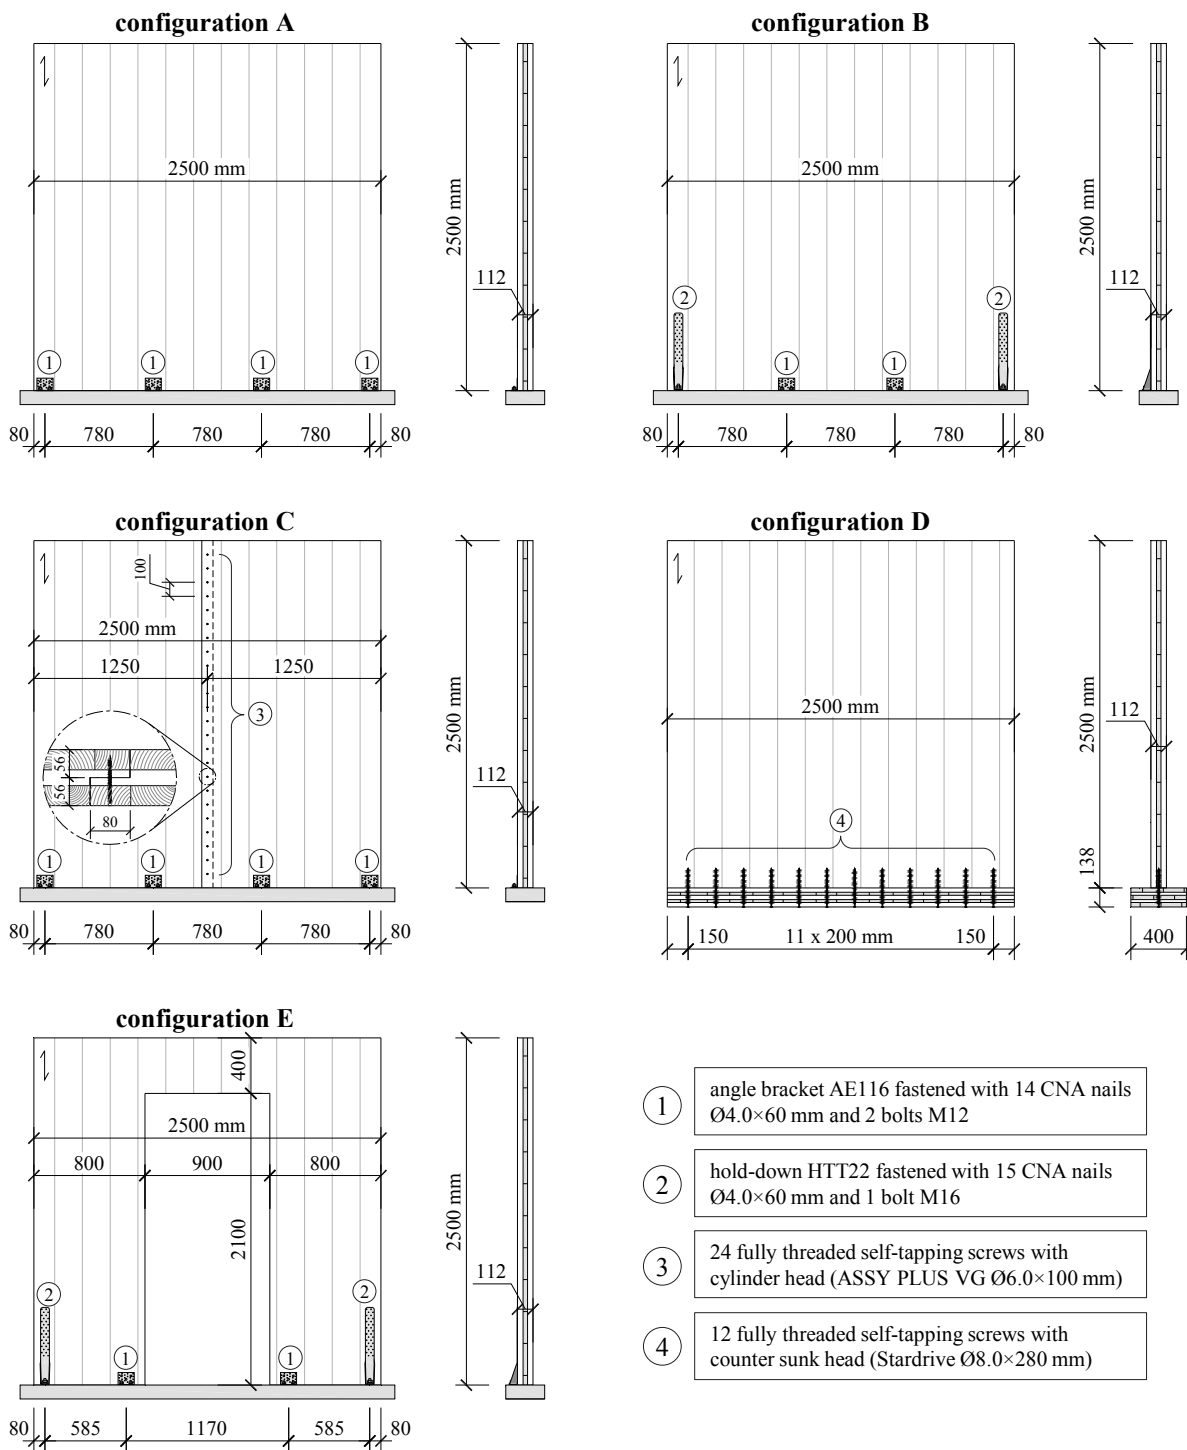 configuration A
2500 mm
2500 mm
112
1 1 1 1
80 780 780 780 80
configuration B
2500 mm
2500 mm
112
2 2
1 1
80 780 780 780 80
configuration C
100
2500 mm
1250 1250
3
2500 mm
56
56
80
112
1 1 1 1
80 780 780 780 80
configuration D
2500 mm
2500 mm
112
4
138
150 11 x 200 mm 150
400
configuration E
400
2500 mm
800 900 800
2100
2500 mm
112
2 2
1 1
80 585 1170 585 80
1
angle bracket AE116 fastened with 14 CNA nails
Ø4.0×60 mm and 2 bolts M12
2
hold-down HTT22 fastened with 15 CNA nails
Ø4.0×60 mm and 1 bolt M16
3
24 fully threaded self-tapping screws with
cylinder head (ASSY PLUS VG Ø6.0×100 mm)
4
12 fully threaded self-tapping screws with
counter sunk head (Stardrive Ø8.0×280 mm)